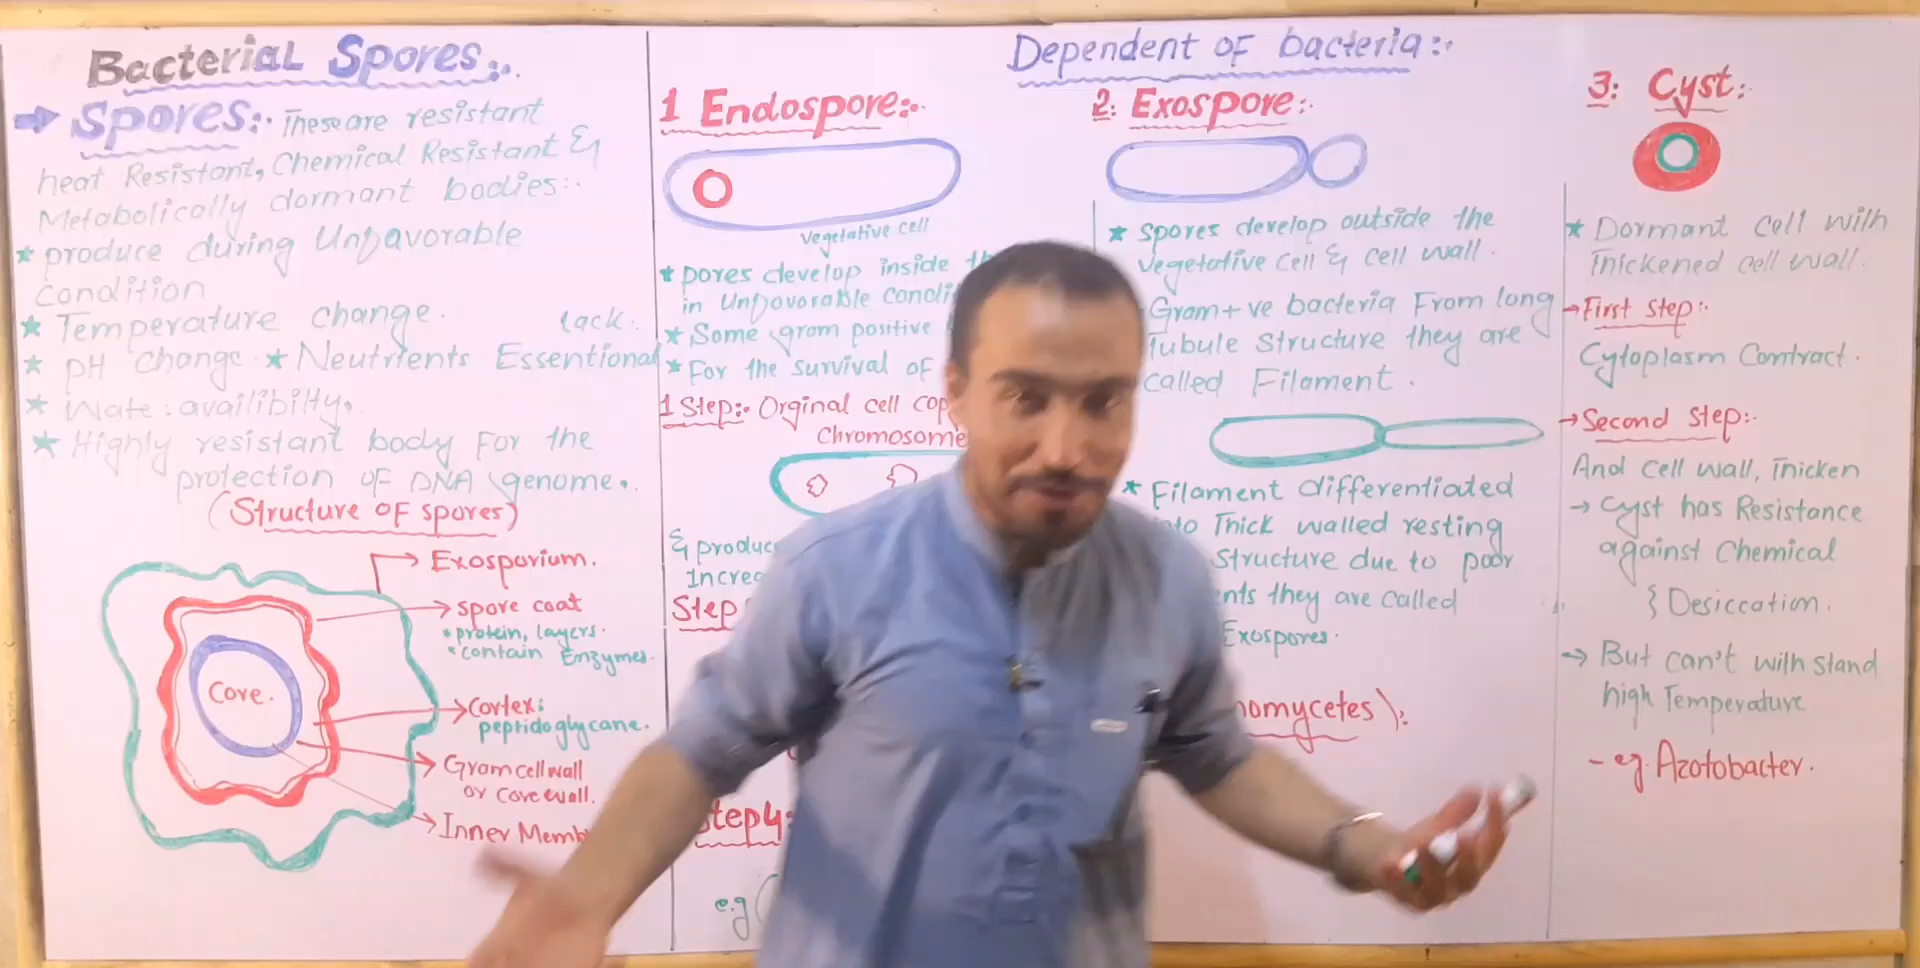 Bacterial Spores:.
Spores:. These are resistant
heat Resistant, Chemical Resistant &
Metabolically dormant bodies:.
* produce during Unfavorable
condition
* Temperature change. lack:
* pH change * Neutrients Essentional
* Wate: availibilty.
* Highly resistant body For the
protection OF DNA genome.
(Structure OF spores)
Exosporium.
spore coat
* protein, layers.
* contain Enzymes.
Core.
Cortex:
peptidoglycane.
Gram cell wall
or Core wall.
Inner Memb
Dependent OF bacteria:.
1 Endospore:.
Vegetative cell
* pores develop inside
in Unfavorable condi
* Some gram positive
* For the survival OF
1 Step:. Orginal cell cop
Chromosome
& produc
Increa
Step
Step4:
e.g (
2: Exospore:.
* Spores develop outside the
Vegetative cell & cell wall.
Gram+ve bacteria From long
Tubule Structure they are
called Filament.
* Filament differentiated
nto Thick walled resting
Structure due to poor
nts they are called
Exospores.
nomycetes):
3: Cyst:.
* Dormant cell with
Thickened cell wall.
→First step:.
Cytoplasm Contract.
→Second step:.
And cell wall, Thicken
→ Cyst has Resistance
against Chemical
& Desiccation.
→ But can't with stand
high Temperature
- eg. Azotobacter.